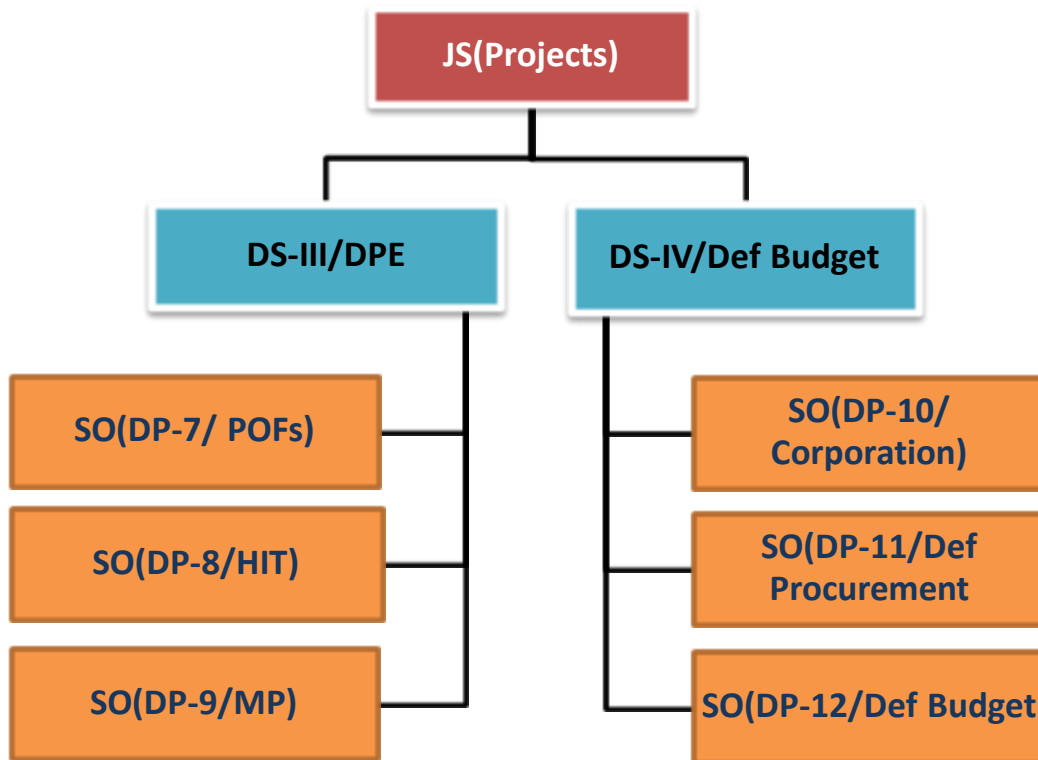 JS(Projects)
DS-III/DPE
DS-IV/Def Budget
SO(DP-7/ POFs)
SO(DP-8/HIT)
SO(DP-9/MP)
SO(DP-10/
Corporation)
SO(DP-11/Def
Procurement
SO(DP-12/Def Budget